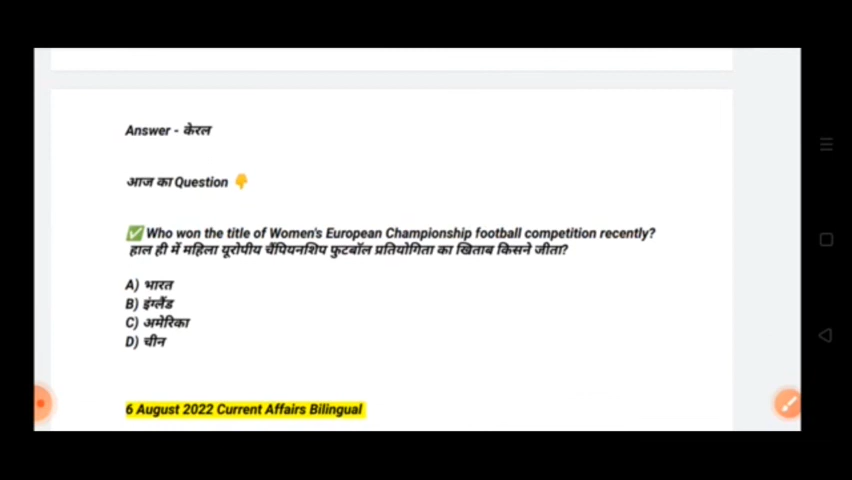 Answer - केरल
आज का Question 👇
✅ Who won the title of Women's European Championship football competition recently?
हाल ही में महिला यूरोपीय चैंपियनशिप फुटबॉल प्रतियोगिता का खिताब किसने जीता?
A) भारत
B) इंग्लैंड
C) अमेरिका
D) चीन
6 August 2022 Current Affairs Bilingual